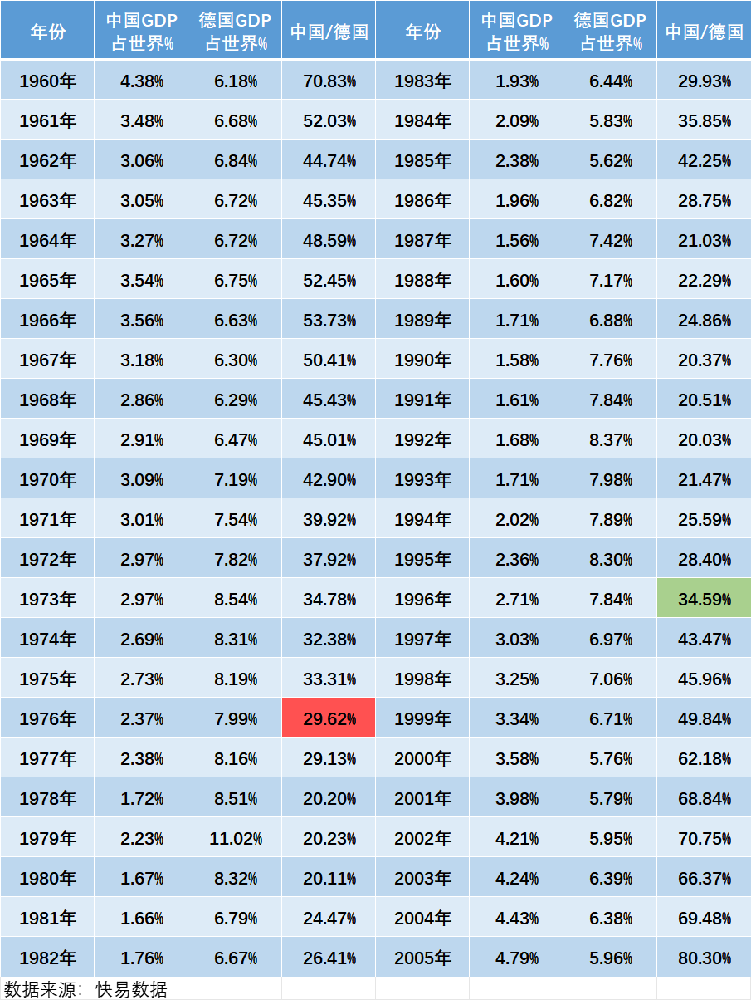 年份 中国GDP占世界% 德国GDP占世界% 中国/德国 年份 中国GDP占世界% 德国GDP占世界% 中国/德国
1960年 4.38% 6.18% 70.83% 1983年 1.93% 6.44% 29.93%
1961年 3.48% 6.68% 52.03% 1984年 2.09% 5.83% 35.85%
1962年 3.06% 6.84% 44.74% 1985年 2.38% 5.62% 42.25%
1963年 3.05% 6.72% 45.35% 1986年 1.96% 6.82% 28.75%
1964年 3.27% 6.72% 48.59% 1987年 1.56% 7.42% 21.03%
1965年 3.54% 6.75% 52.45% 1988年 1.60% 7.17% 22.29%
1966年 3.56% 6.63% 53.73% 1989年 1.71% 6.88% 24.86%
1967年 3.18% 6.30% 50.41% 1990年 1.58% 7.76% 20.37%
1968年 2.86% 6.29% 45.43% 1991年 1.61% 7.84% 20.51%
1969年 2.91% 6.47% 45.01% 1992年 1.68% 8.37% 20.03%
1970年 3.09% 7.19% 42.90% 1993年 1.71% 7.98% 21.47%
1971年 3.01% 7.54% 39.92% 1994年 2.02% 7.89% 25.59%
1972年 2.97% 7.82% 37.92% 1995年 2.36% 8.30% 28.40%
1973年 2.97% 8.54% 34.78% 1996年 2.71% 7.84% 34.59%
1974年 2.69% 8.31% 32.38% 1997年 3.03% 6.97% 43.47%
1975年 2.73% 8.19% 33.31% 1998年 3.25% 7.06% 45.96%
1976年 2.37% 7.99% 29.62% 1999年 3.34% 6.71% 49.84%
1977年 2.38% 8.16% 29.13% 2000年 3.58% 5.76% 62.18%
1978年 1.72% 8.51% 20.20% 2001年 3.98% 5.79% 68.84%
1979年 2.23% 11.02% 20.23% 2002年 4.21% 5.95% 70.75%
1980年 1.67% 8.32% 20.11% 2003年 4.24% 6.39% 66.37%
1981年 1.66% 6.79% 24.47% 2004年 4.43% 6.38% 69.48%
1982年 1.76% 6.67% 26.41% 2005年 4.79% 5.96% 80.30%
数据来源：快易数据